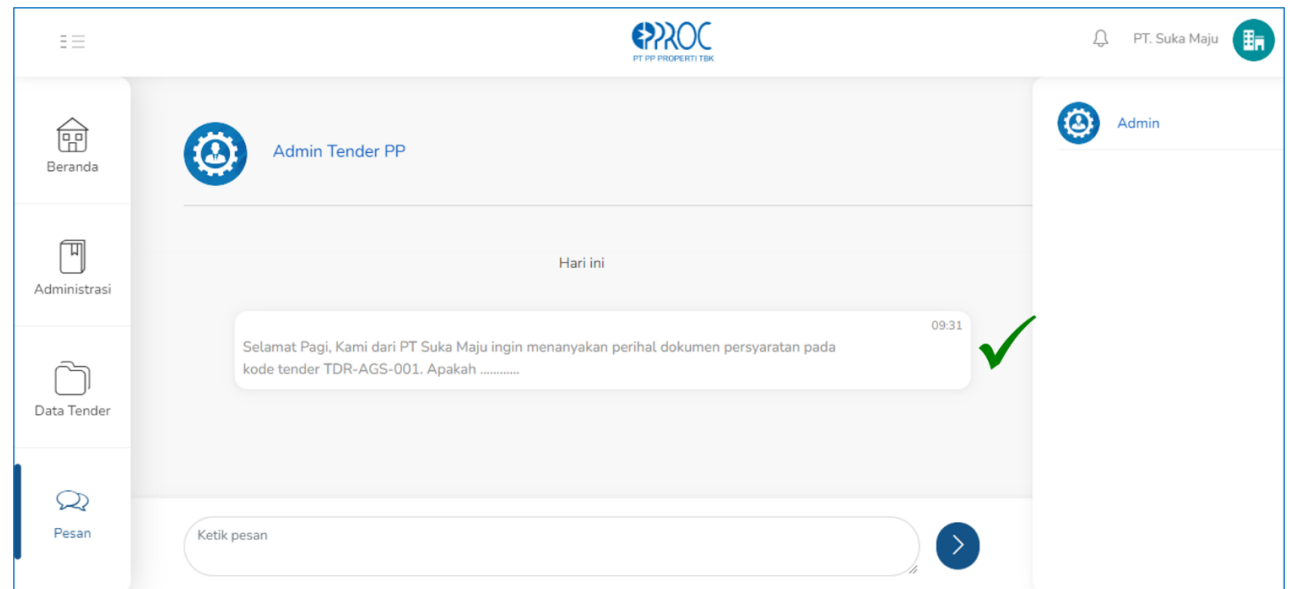 EPROC
PT PP PROPERTI TBK
PT. Suka Maju
Beranda
Administrasi
Data Tender
Pesan
Admin Tender PP
Hari ini
09:31
Selamat Pagi, Kami dari PT Suka Maju ingin menanyakan perihal dokumen persyaratan pada
kode tender TDR-AGS-001. Apakah ............
Ketik pesan
Admin